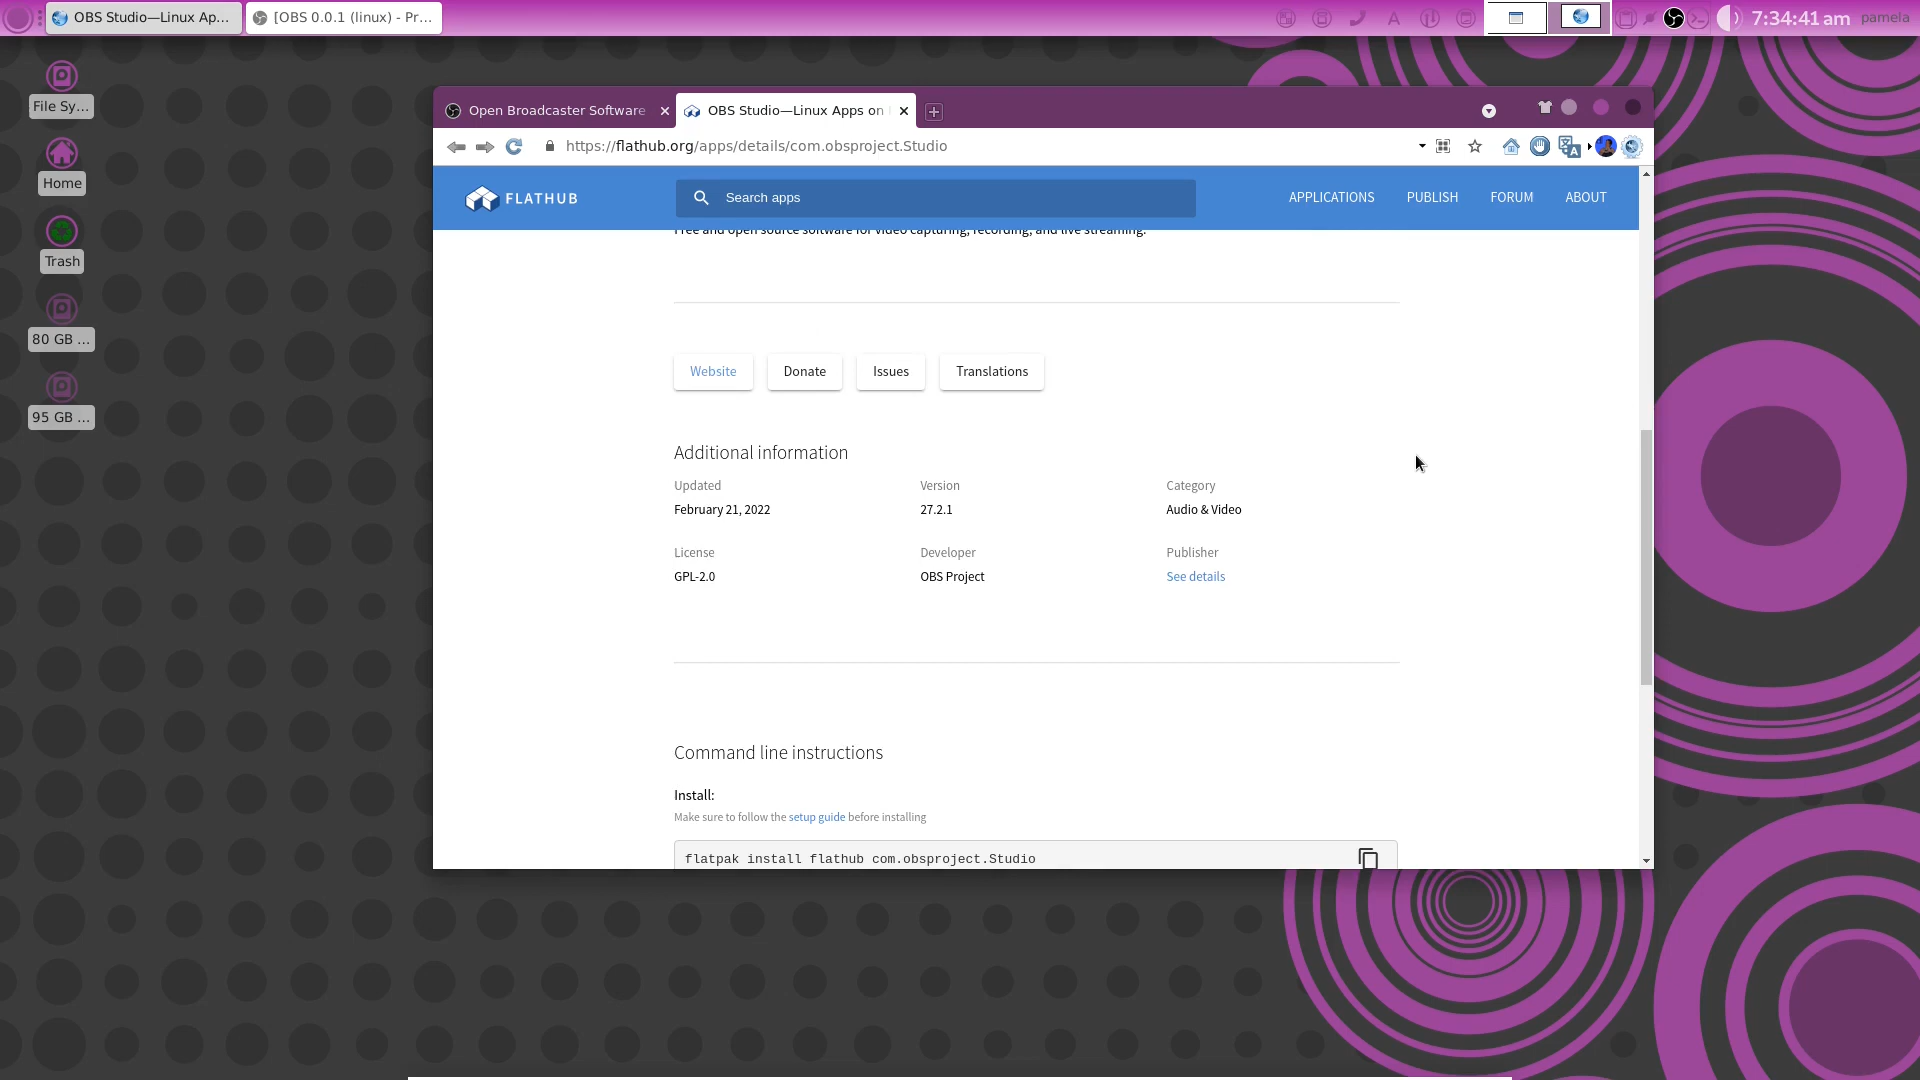 OBS Studio—Linux Ap...
[OBS 0.0.1 (linux) - Pr...
7:34:41 am
pamela
File Sy...
Home
Trash
80 GB ...
95 GB ...
Open Broadcaster Software
OBS Studio—Linux Apps on
https://flathub.org/apps/details/com.obsproject.Studio
FLATHUB
Search apps
APPLICATIONS
PUBLISH
FORUM
ABOUT
Free and open source software for video capturing, recording, and live streaming.
Website
Donate
Issues
Translations
Additional information
Updated
Version
Category
February 21, 2022
27.2.1
Audio & Video
License
Developer
Publisher
GPL-2.0
OBS Project
See details
Command line instructions
Install:
Make sure to follow the setup guide before installing
flatpak install flathub com.obsproject.Studio